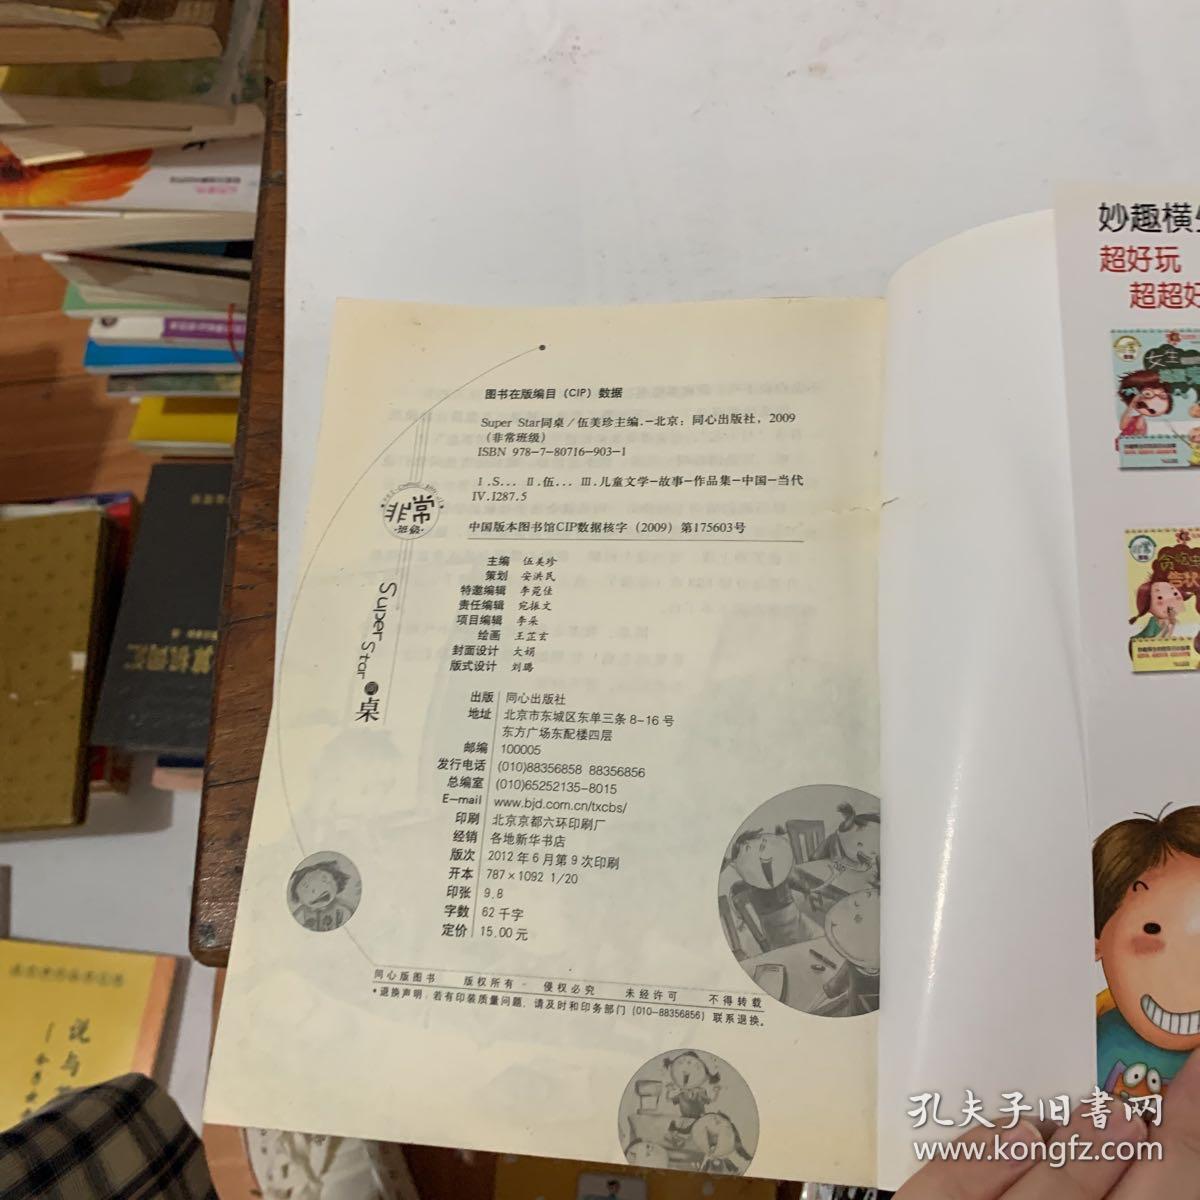 图书在版编目（CIP）数据
Super Star同桌／伍美珍主编.－北京：同心出版社，2009
（非常班级）
ISBN 978-7-80716-903-1
Ⅰ.S… Ⅱ.伍… Ⅲ.儿童文学－故事－作品集－中国－当代
Ⅳ.I287.5
中国版本图书馆CIP数据核字（2009）第175603号
主编 伍美珍
策划 安洪民
特邀编辑 李菀佳
责任编辑 宛振文
项目编辑 李采
绘画 王芷玄
封面设计 大娟
版式设计 刘璐
出版 同心出版社
地址 北京市东城区东单三条8-16号
东方广场东配楼四层
邮编 100005
发行电话 (010)88356858 88356856
总编室 (010)65252135-8015
E-mail www.bjd.com.cn/txcbs/
印刷 北京京都六环印刷厂
经销 各地新华书店
版次 2012年6月第9次印刷
开本 787×1092 1/20
印张 9.8
字数 62千字
定价 15.00元
同心版图书 版权所有 侵权必究 未经许可 不得转载
*退换声明：若有印装质量问题，请及时和印务部门（010-88356856）联系退换。
非常
班级
Super Star同桌
妙趣横
超好玩
超超好
女生
说与
孔夫子旧书网
www.kongfz.com